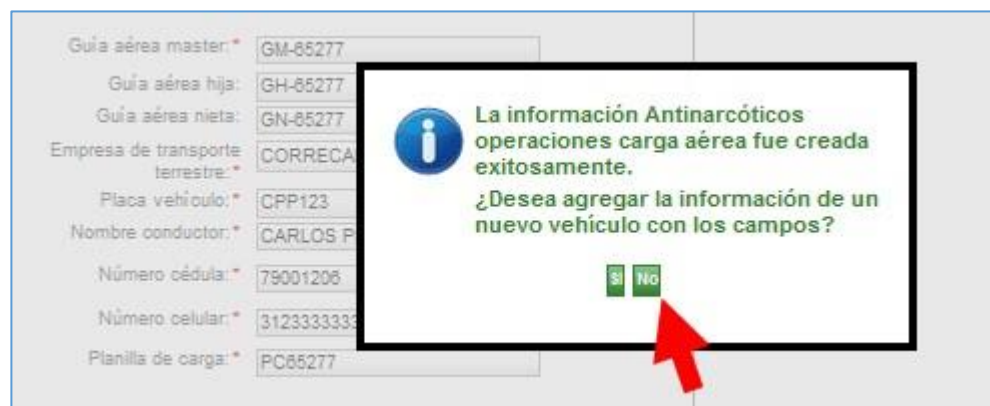 Guía aérea master:* GM-65277
Guía aérea hija: GH-65277
Guía aérea nieta: GN-65277
Empresa de transporte
terrestre:*
Placa vehículo:* CPP123
Nombre conductor:* CARLOS
Número cédula:* 79001206
Número celular:* 3123333333
Planilla de carga:* PC65277
La información Antinarcóticos
operaciones carga aérea fue creada
exitosamente.
¿Desea agregar la información de un
nuevo vehículo con los campos?
SI No